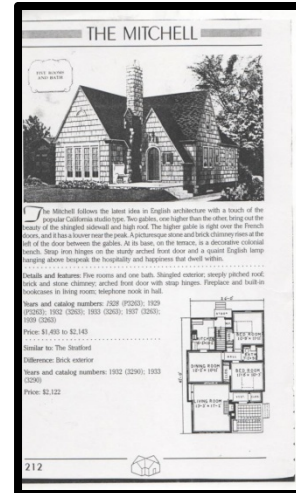 THE MITCHELL
FIVE ROOMS
AND BATH
The Mitchell follows the latest idea in English architecture with a touch of the
popular California studio type. Two gables, one higher than the other, bring out the
beauty of the shingled sidewall and high roof. The higher gable is right over the French
doors, and it has a louver near the peak. A picturesque stone and brick chimney rises at the
left of the door between the gables. At its base, on the terrace, is a decorative colonial
bench. Strap iron hinges on the sturdy arched front door and a quaint English lamp
hanging above bespeak the hospitality and happiness that dwell within.
Details and features: Five rooms and one bath. Shingled exterior; steeply pitched roof;
brick and stone chimney; arched front door with strap hinges. Fireplace and built-in
bookcases in living room; telephone nook in hall.
Years and catalog numbers: 1928 (P3263); 1929
(P3263); 1932 (3263); 1933 (3263); 1937 (3263);
1939 (3263)
Price: $1,493 to $2,143
Similar to: The Stratford
Difference: Brick exterior
Years and catalog numbers: 1932 (3290); 1933
(3290)
Price: $2,122
BED ROOM
DINING ROOM
BED ROOM
LIVING ROOM
212